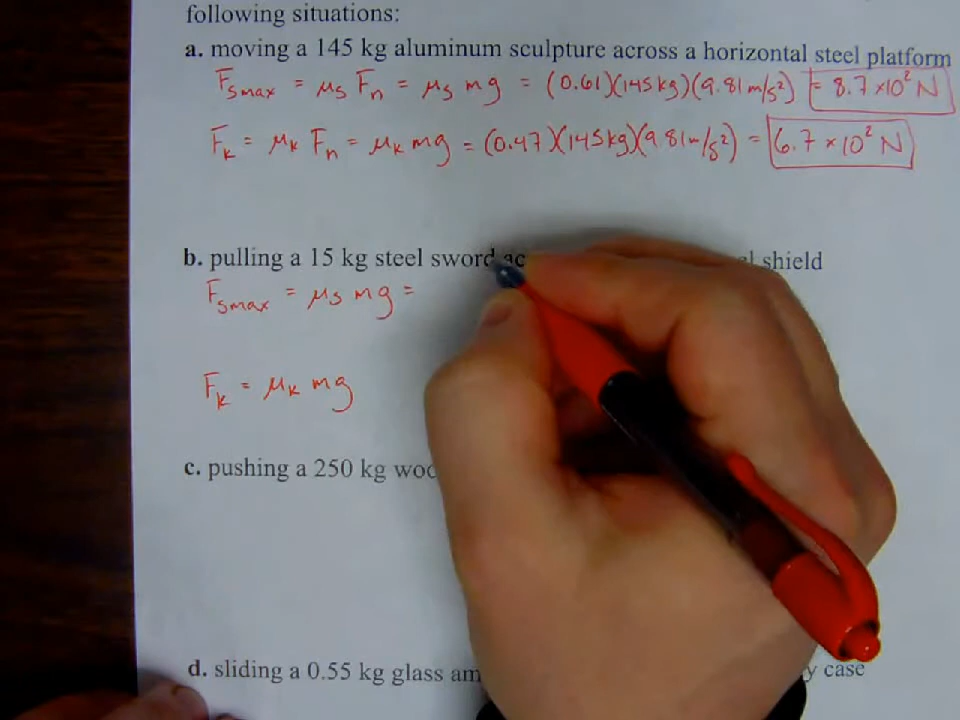 following situations:
a. moving a 145 kg aluminum sculpture across a horizontal steel platform
Fsmax = μs Fn = μs mg = (0.61)(145kg)(9.81m/s²) = 8.7×10² N
Fk = μk Fn = μk mg = (0.47)(145kg)(9.81m/s²) = 6.7×10² N
b. pulling a 15 kg steel sword shield
Fsmax = μs mg =
Fk = μk mg
c. pushing a 250 kg
d. sliding a 0.55 kg glass case